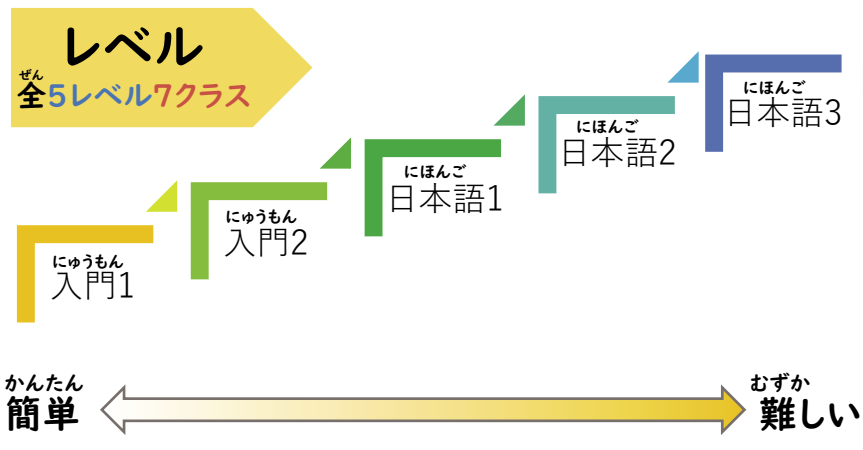 レベル
ぜん
全5レベル7クラス
にゅうもん
入門1
にゅうもん
入門2
にほんご
日本語1
にほんご
日本語2
にほんご
日本語3
かんたん
簡単
むずか
難しい